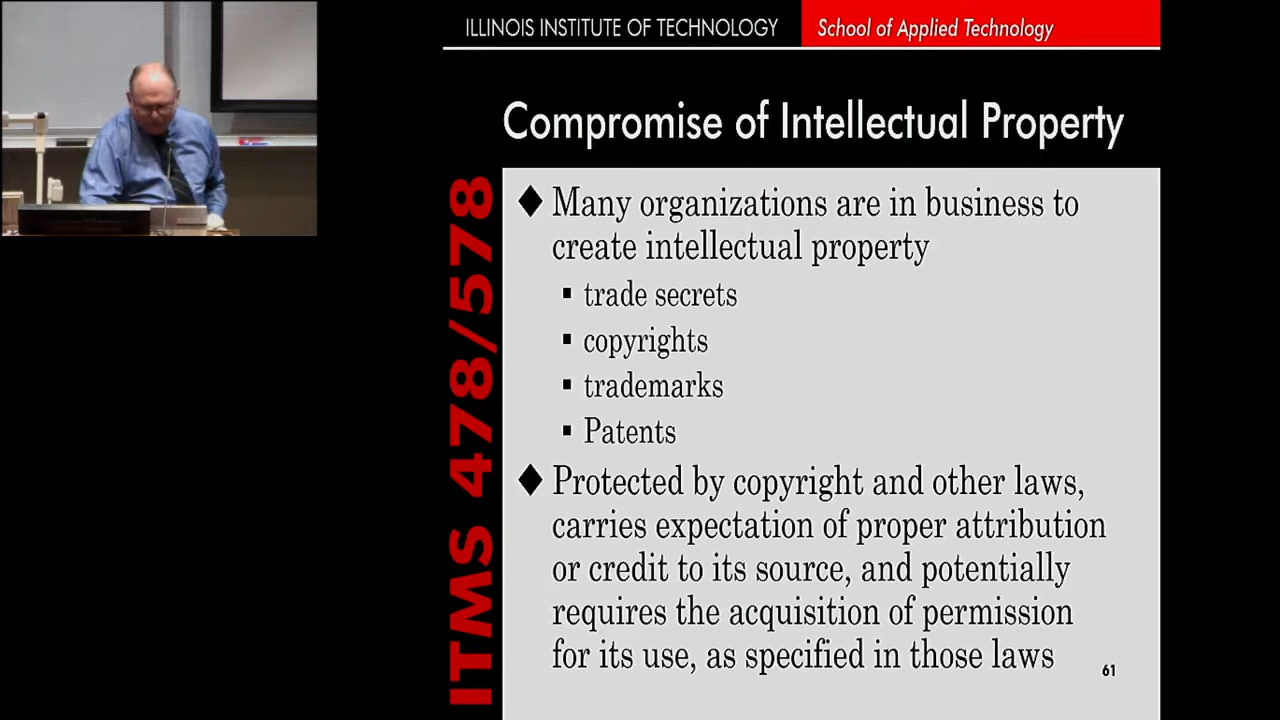 ILLINOIS INSTITUTE OF TECHNOLOGY School of Applied Technology
Compromise of Intellectual Property
ITMS 478/578
Many organizations are in business to
create intellectual property
trade secrets
copyrights
trademarks
Patents
Protected by copyright and other laws,
carries expectation of proper attribution
or credit to its source, and potentially
requires the acquisition of permission
for its use, as specified in those laws
61